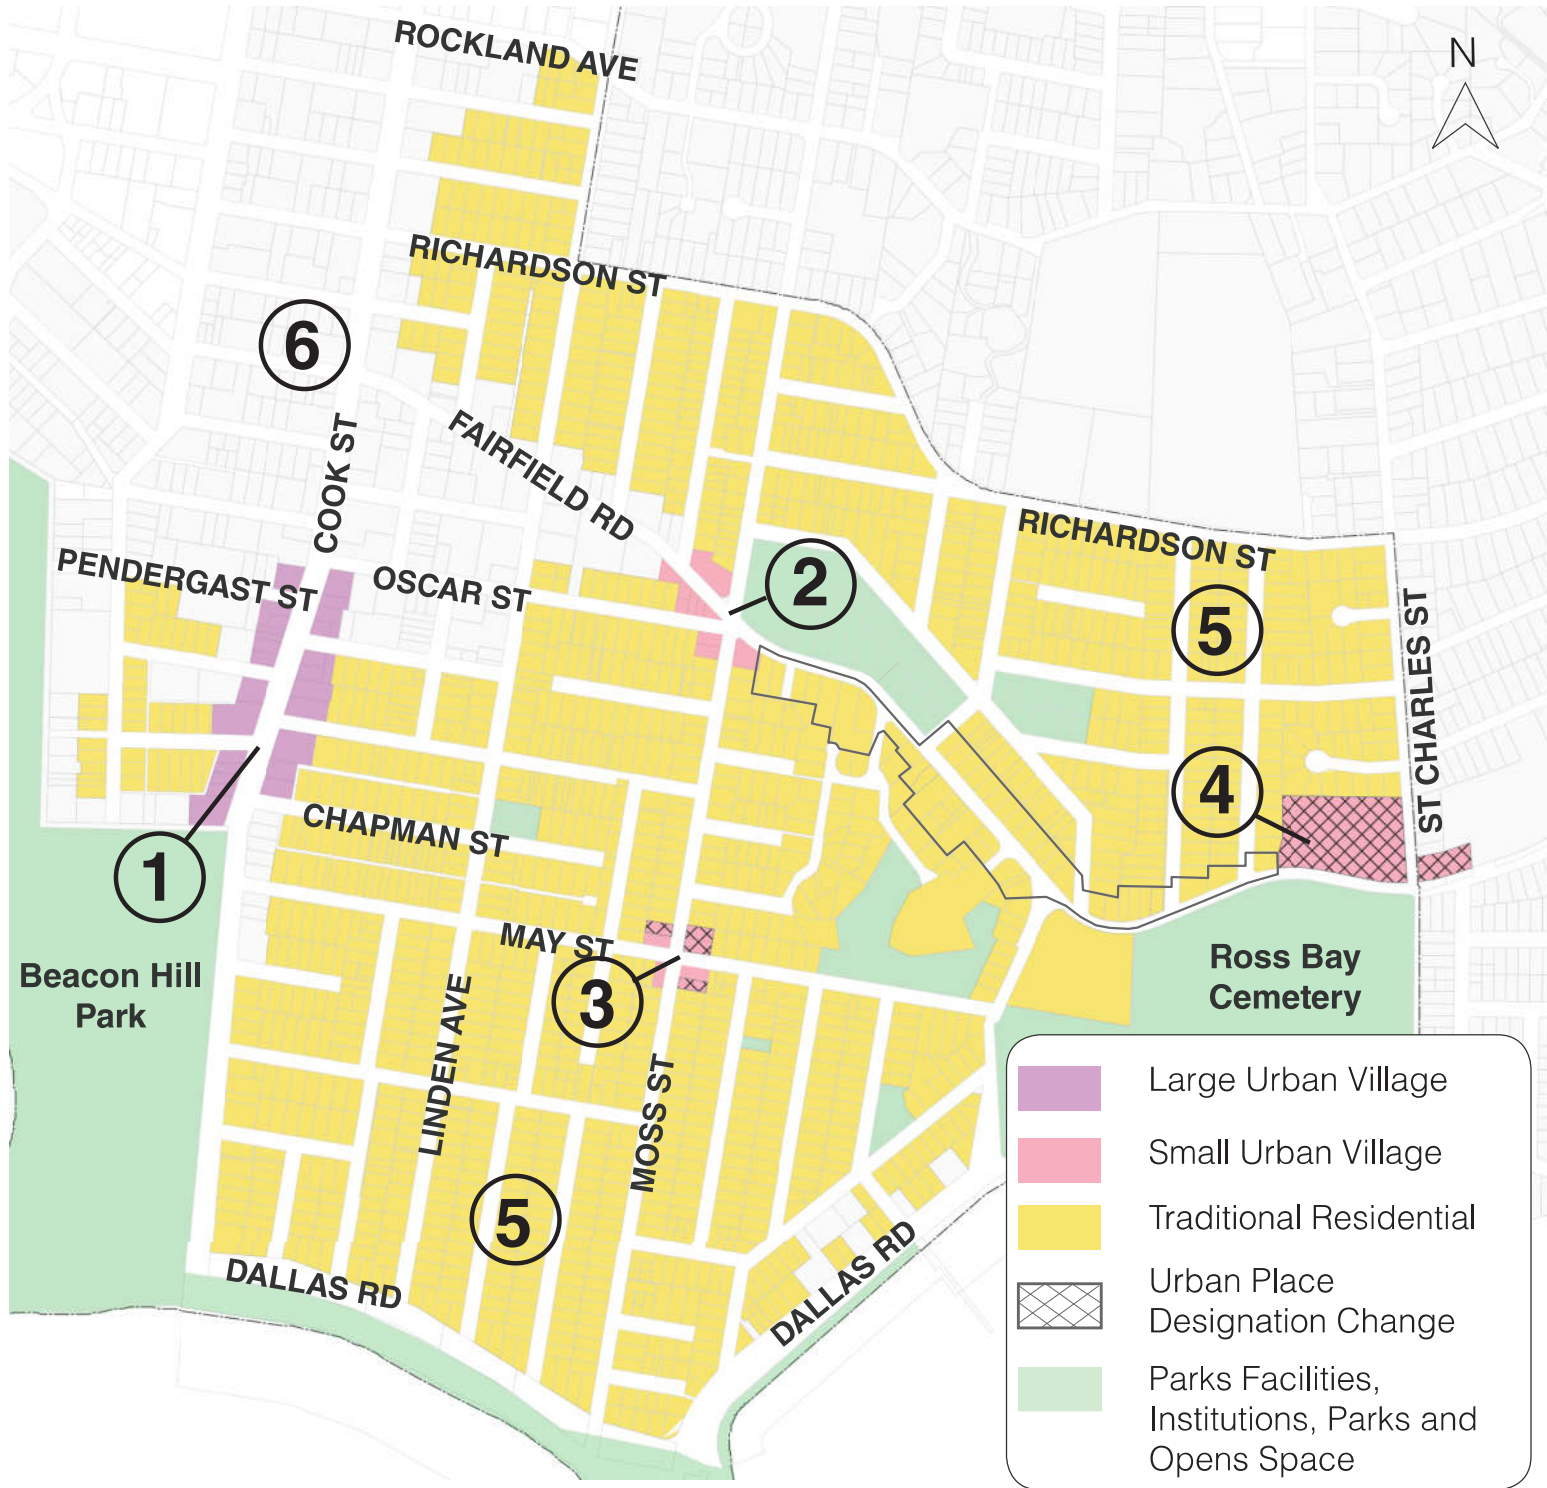 ROCKLAND AVE
N
RICHARDSON ST
6
COOK ST
FAIRFIELD RD
RICHARDSON ST
PENDERGAST ST
OSCAR ST
2
5
ST CHARLES ST
4
CHAPMAN ST
1
MAY ST
Beacon Hill
Park
3
Ross Bay
Cemetery
LINDEN AVE
MOSS ST
5
DALLAS RD
DALLAS RD
Large Urban Village
Small Urban Village
Traditional Residential
Urban Place
Designation Change
Parks Facilities,
Institutions, Parks and
Opens Space